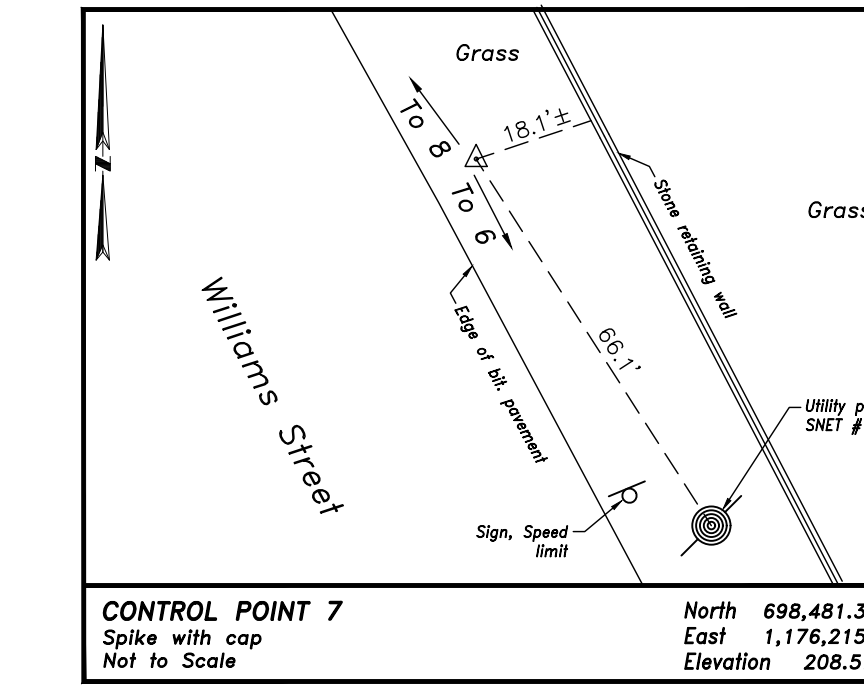 Grass
18.1'±
To 8
To 6
Stone retaining wall
Grass
Williams Street
Edge of bit. pavement
66.1'
Utility p
SNET #
Sign, Speed
limit
N
CONTROL POINT 7
Spike with cap
Not to Scale
North 698,481.3
East 1,176,215
Elevation 208.5